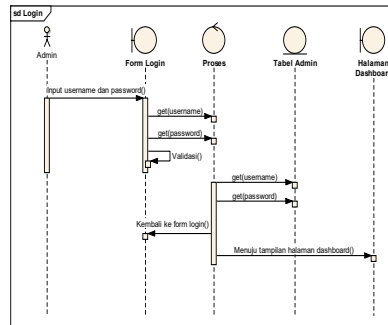 sd Login
Admin
Form Login
Proses
Tabel Admin
Halaman
Dashboard
Input username dan password()
get(username)
get(password)
Validasi()
get(username)
get(password)
Kembali ke form login()
Menuju tampilan halaman dashboard()